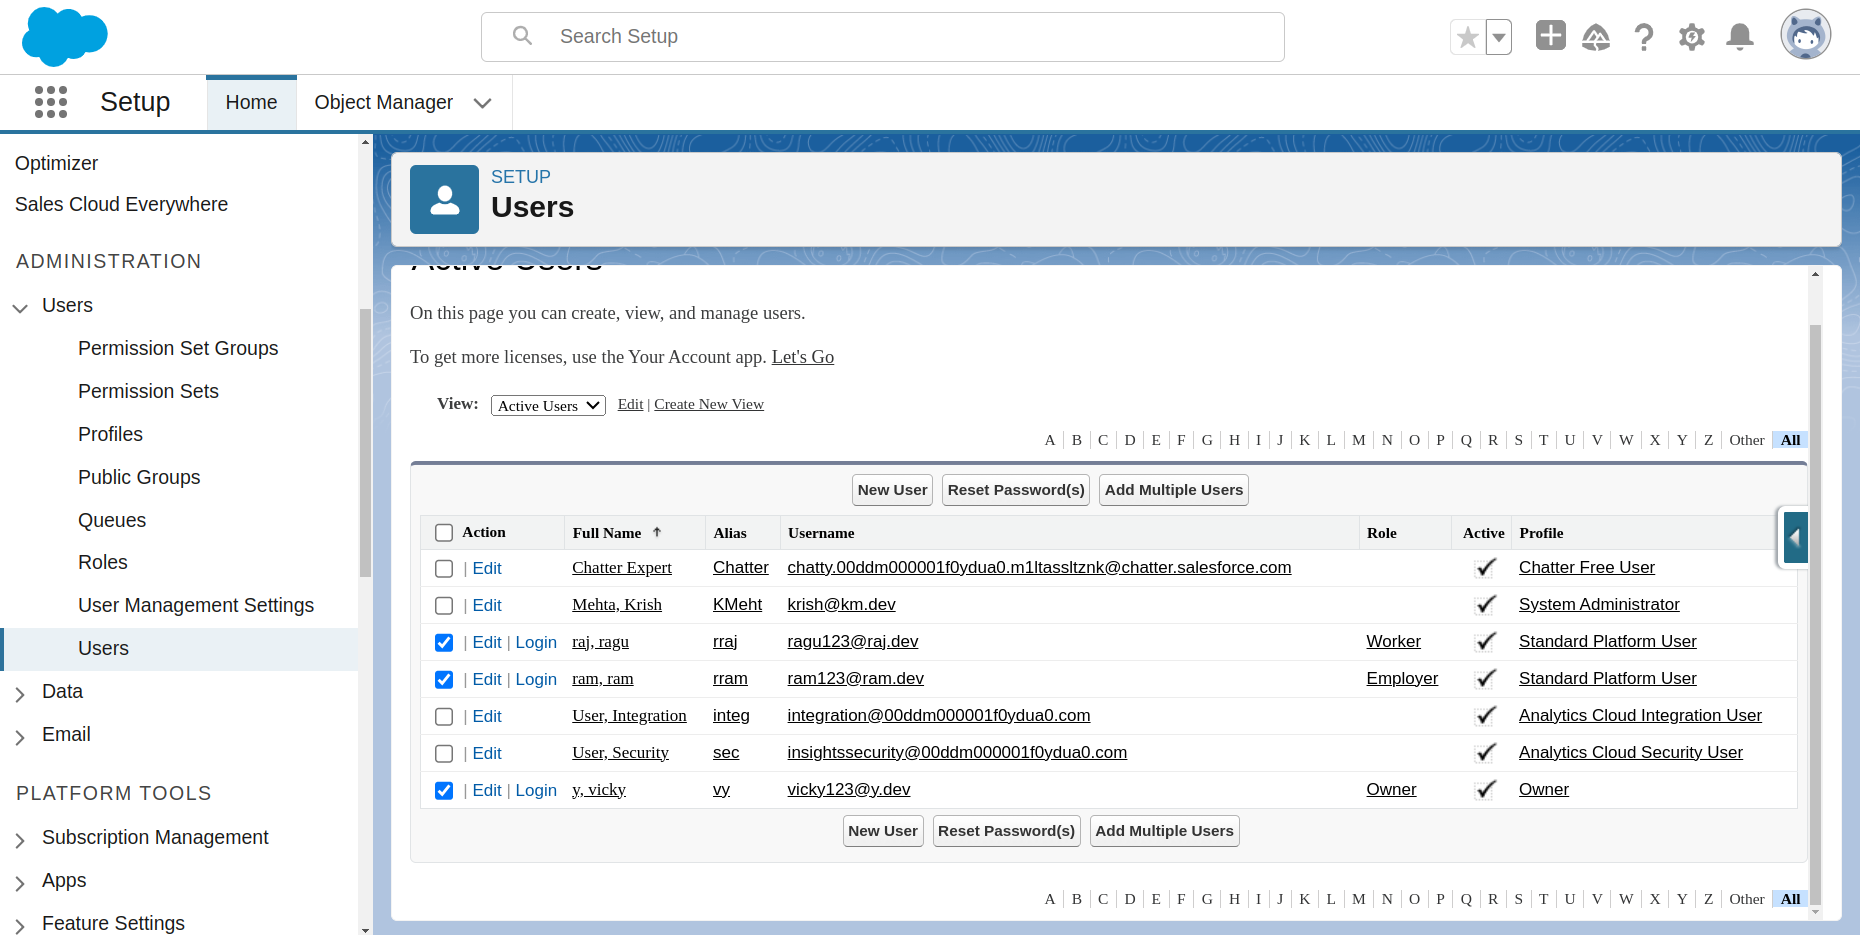 Search Setup
Setup
Home
Object Manager
Optimizer
Sales Cloud Everywhere
ADMINISTRATION
Users
Permission Set Groups
Permission Sets
Profiles
Public Groups
Queues
Roles
User Management Settings
Users
Data
Email
PLATFORM TOOLS
Subscription Management
Apps
Feature Settings
SETUP
Users
Active Users
On this page you can create, view, and manage users.
To get more licenses, use the Your Account app. Let's Go
View: Active Users Edit | Create New View
A B C D E F G H I J K L M N O P Q R S T U V W X Y Z Other All
New User Reset Password(s) Add Multiple Users
Action Full Name Alias Username Role Active Profile
| Edit Chatter Expert Chatter chatty.00ddm000001f0ydua0.m1ltassltznk@chatter.salesforce.com Chatter Free User
| Edit Mehta, Krish KMeht krish@km.dev System Administrator
| Edit | Login raj, ragu rraj ragu123@raj.dev Worker Standard Platform User
| Edit | Login ram, ram rram ram123@ram.dev Employer Standard Platform User
| Edit User, Integration integ integration@00ddm000001f0ydua0.com Analytics Cloud Integration User
| Edit User, Security sec insightssecurity@00ddm000001f0ydua0.com Analytics Cloud Security User
| Edit | Login y, vicky vy vicky123@y.dev Owner Owner
New User Reset Password(s) Add Multiple Users
A B C D E F G H I J K L M N O P Q R S T U V W X Y Z Other All